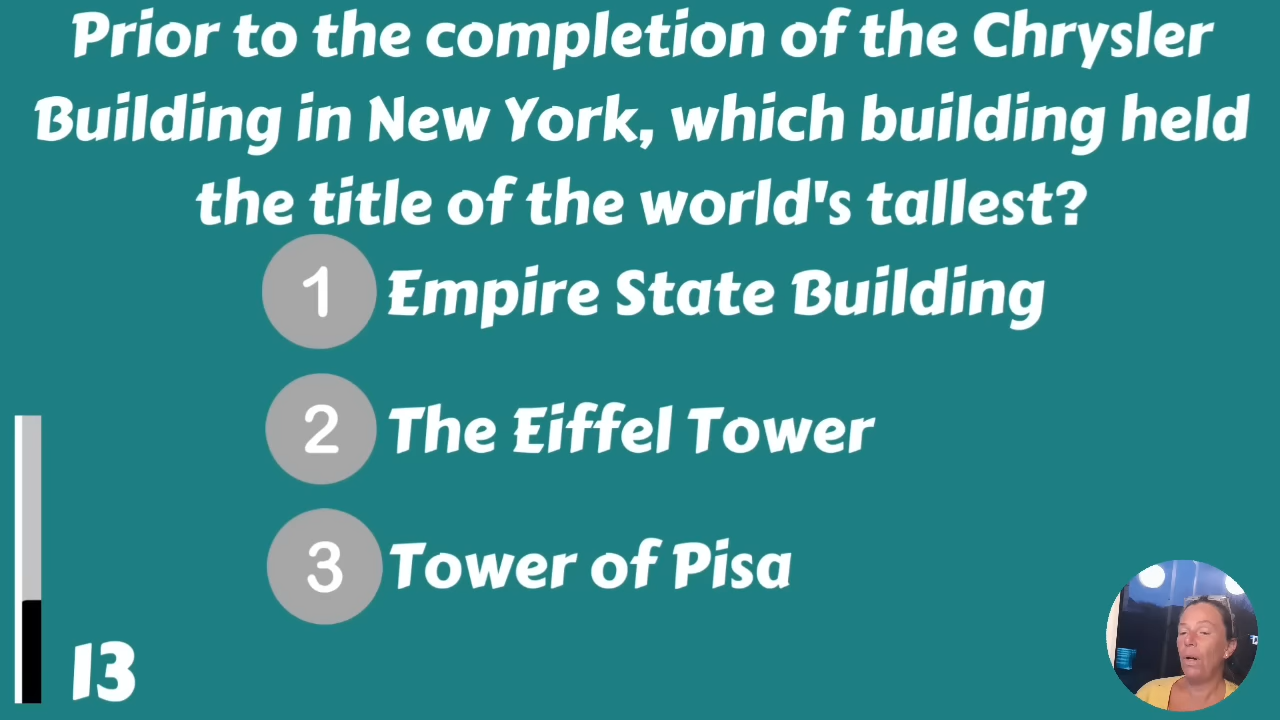 Prior to the completion of the Chrysler
Building in New York, which building held
the title of the world's tallest?
1 Empire State Building
2 The Eiffel Tower
3 Tower of Pisa
13